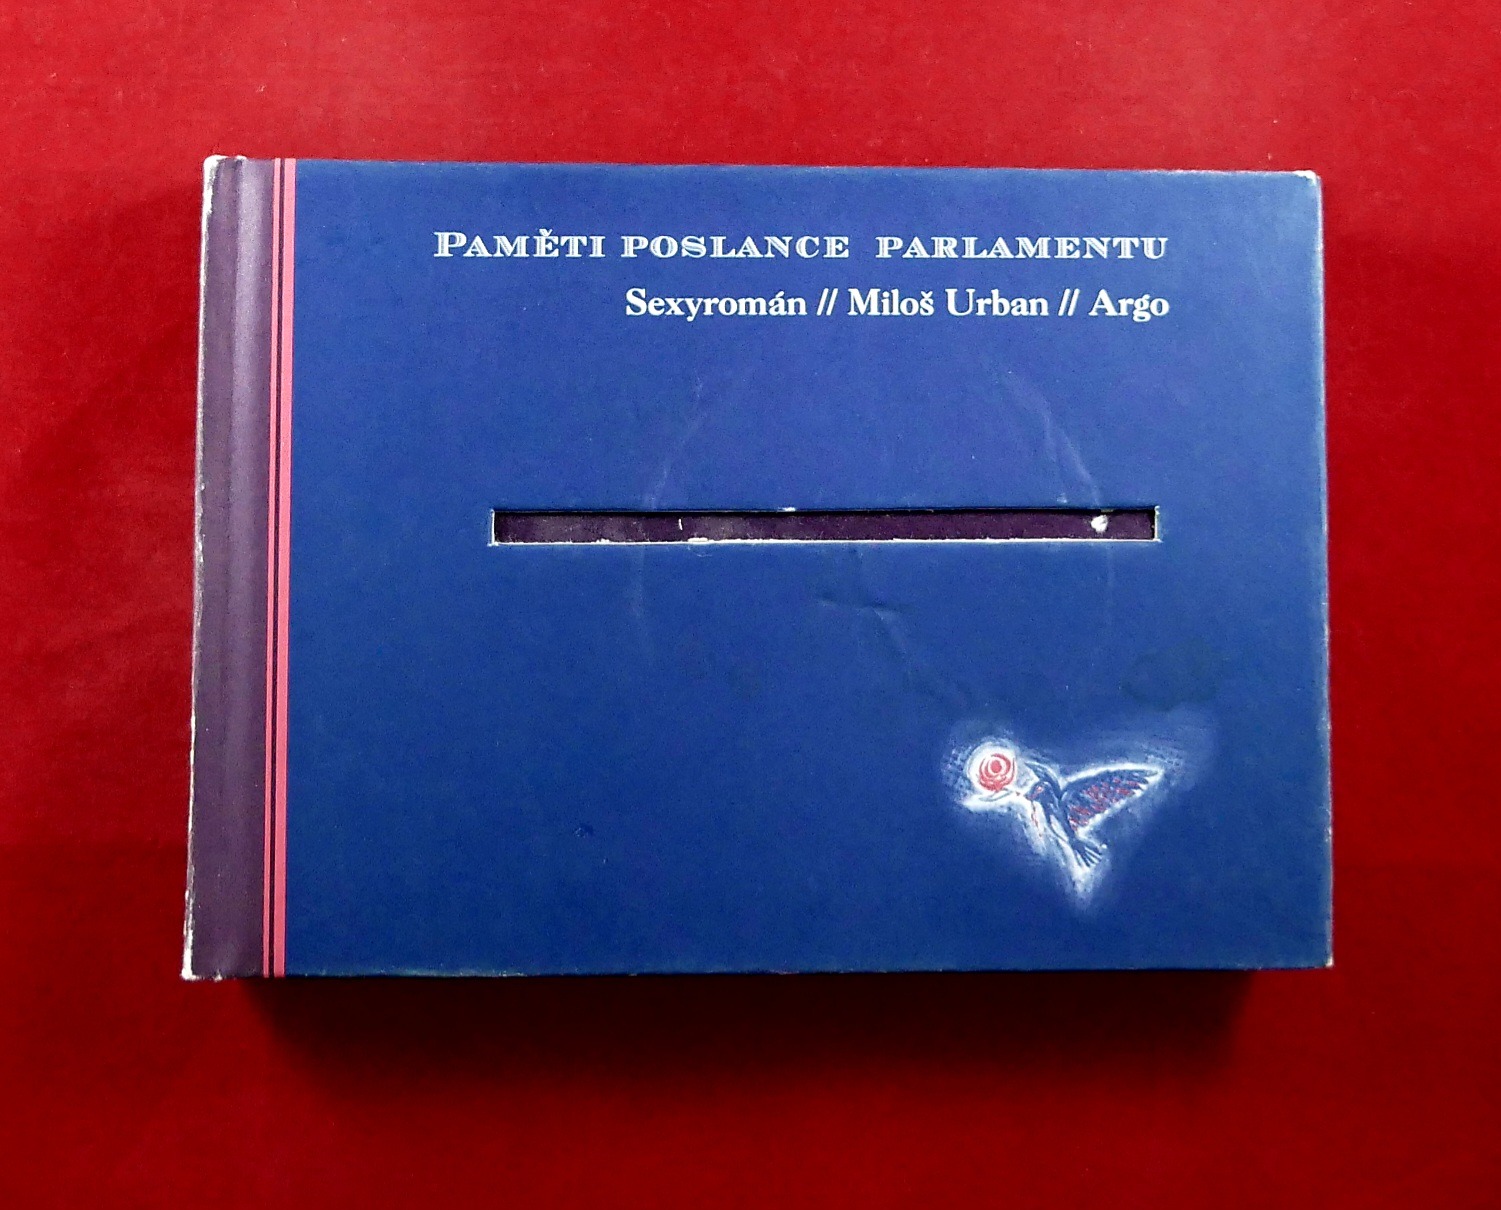 PAMĚTI POSLANCE PARLAMENTU
Sexyromán // Miloš Urban // Argo